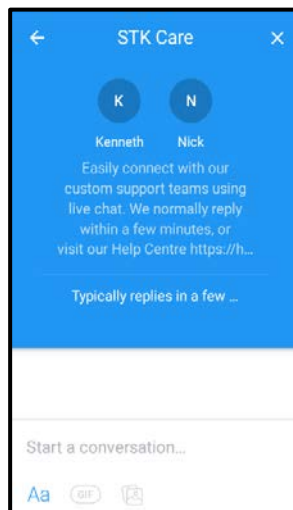 STK Care
K N
Kenneth Nick
Easily connect with our
custom support teams using
live chat. We normally reply
within a few minutes, or
visit our Help Centre https://h...
Typically replies in a few ...
Start a conversation...
Aa GIF